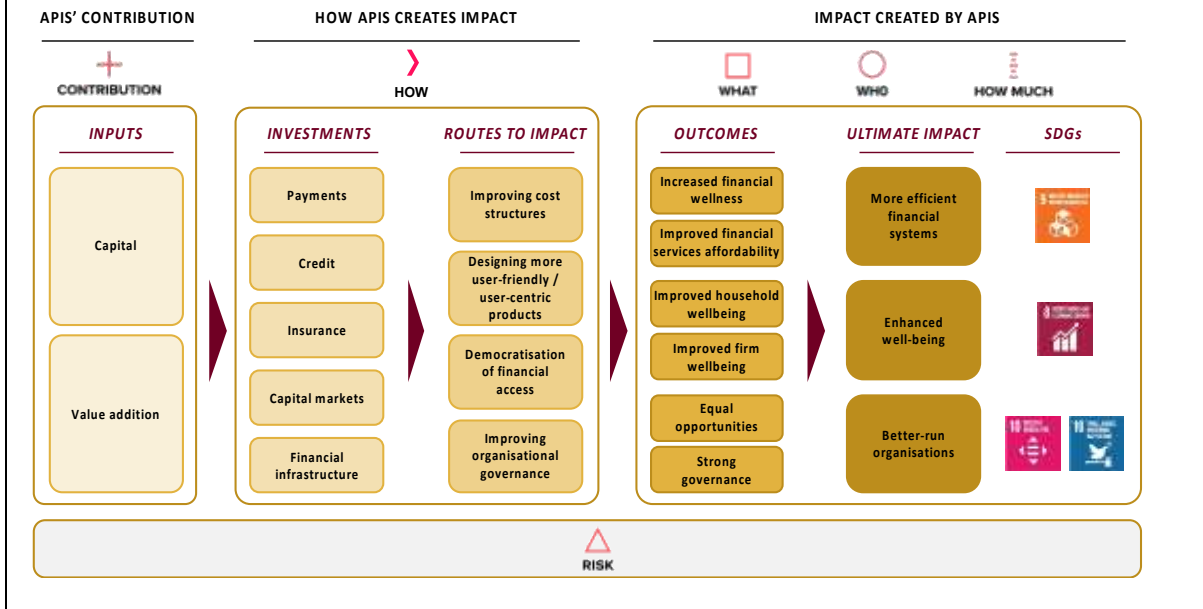 APIS' CONTRIBUTION
HOW APIS CREATES IMPACT
IMPACT CREATED BY APIS
CONTRIBUTION
HOW
WHAT
WHO
HOW MUCH
INPUTS
Capital
Value addition
INVESTMENTS
Payments
Credit
Insurance
Capital markets
Financial
infrastructure
ROUTES TO IMPACT
Improving cost
structures
Designing more
user-friendly /
user-centric
products
Democratisation
of financial
access
Improving
organisational
governance
OUTCOMES
Increased financial
wellness
Improved financial
services affordability
Improved household
wellbeing
Improved firm
wellbeing
Equal
opportunities
Strong
governance
ULTIMATE IMPACT
More efficient
financial
systems
Enhanced
well-being
Better-run
organisations
SDGs
RISK